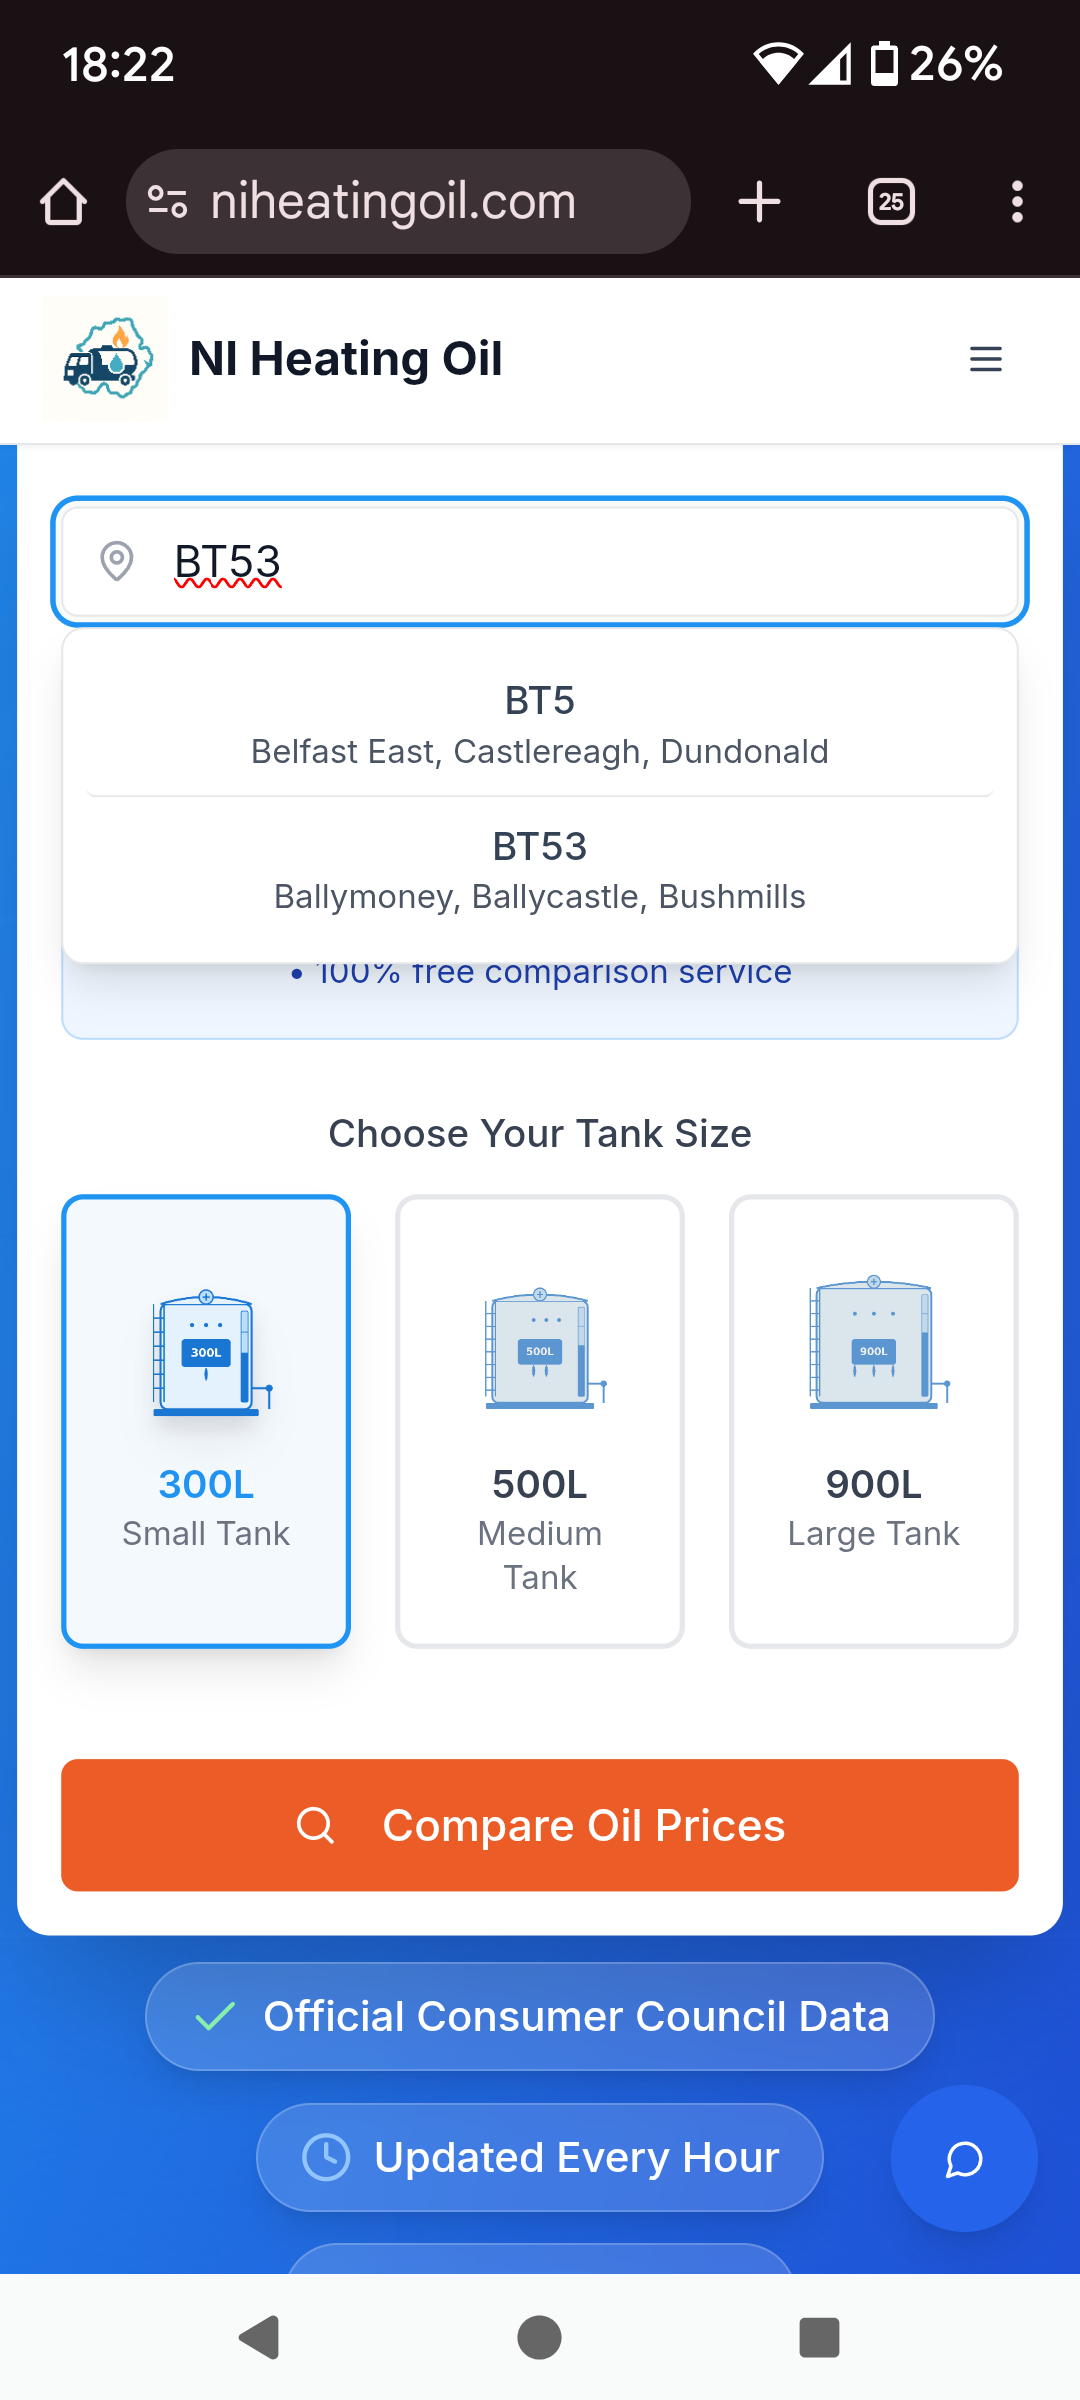 18:22
26%
niheatingoil.com
25
NI Heating Oil
BT53
BT5
Belfast East, Castlereagh, Dundonald
BT53
Ballymoney, Ballycastle, Bushmills
• 100% free comparison service
Choose Your Tank Size
300L
500L
900L
300L
500L
900L
Small Tank
Medium
Tank
Large Tank
Compare Oil Prices
Official Consumer Council Data
Updated Every Hour